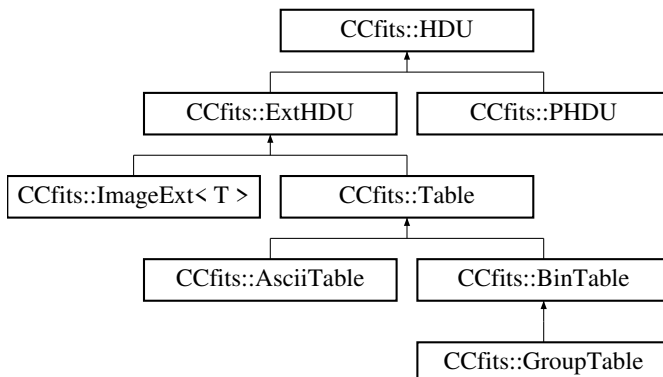 CCfits::HDU
CCfits::ExtHDU
CCfits::PHDU
CCfits::ImageExt< T >
CCfits::Table
CCfits::AsciiTable
CCfits::BinTable
CCfits::GroupTable